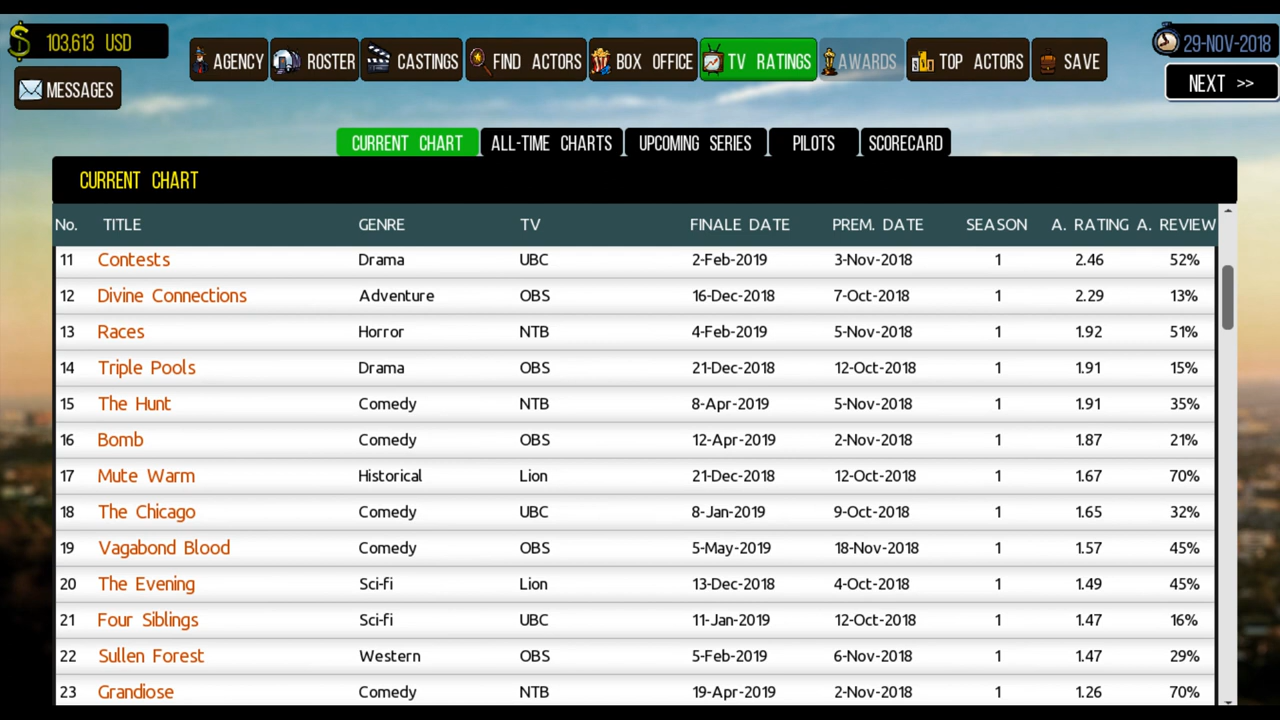 103,613 USD
MESSAGES
AGENCY ROSTER CASTINGS FIND ACTORS BOX OFFICE TV RATINGS AWARDS TOP ACTORS SAVE
29-NOV-2018
NEXT >>
CURRENT CHART ALL-TIME CHARTS UPCOMING SERIES PILOTS SCORECARD
CURRENT CHART
No. TITLE GENRE TV FINALE DATE PREM. DATE SEASON A. RATING A. REVIEW
11 Contests Drama UBC 2-Feb-2019 3-Nov-2018 1 2.46 52%
12 Divine Connections Adventure OBS 16-Dec-2018 7-Oct-2018 1 2.29 13%
13 Races Horror NTB 4-Feb-2019 5-Nov-2018 1 1.92 51%
14 Triple Pools Drama OBS 21-Dec-2018 12-Oct-2018 1 1.91 15%
15 The Hunt Comedy NTB 8-Apr-2019 5-Nov-2018 1 1.91 35%
16 Bomb Comedy OBS 12-Apr-2019 2-Nov-2018 1 1.87 21%
17 Mute Warm Historical Lion 21-Dec-2018 12-Oct-2018 1 1.67 70%
18 The Chicago Comedy UBC 8-Jan-2019 9-Oct-2018 1 1.65 32%
19 Vagabond Blood Comedy OBS 5-May-2019 18-Nov-2018 1 1.57 45%
20 The Evening Sci-fi Lion 13-Dec-2018 4-Oct-2018 1 1.49 45%
21 Four Siblings Sci-fi UBC 11-Jan-2019 12-Oct-2018 1 1.47 16%
22 Sullen Forest Western OBS 5-Feb-2019 6-Nov-2018 1 1.47 29%
23 Grandiose Comedy NTB 19-Apr-2019 2-Nov-2018 1 1.26 70%